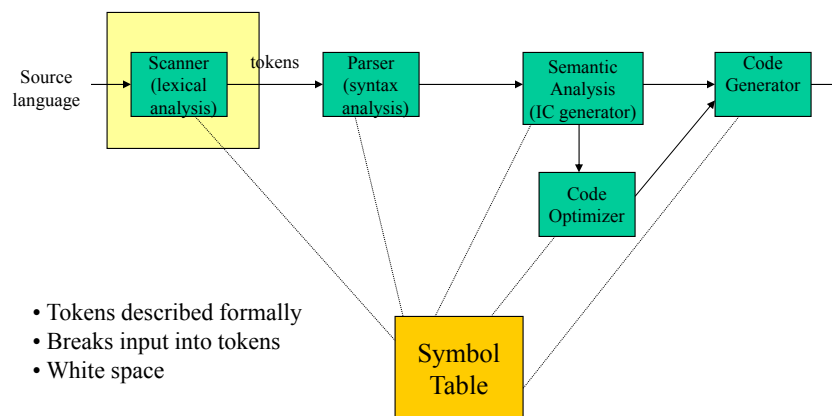 Source
language
Scanner
(lexical
analysis)
tokens
Parser
(syntax
analysis)
Semantic
Analysis
(IC generator)
Code
Generator
Code
Optimizer
• Tokens described formally
• Breaks input into tokens
• White space
Symbol
Table